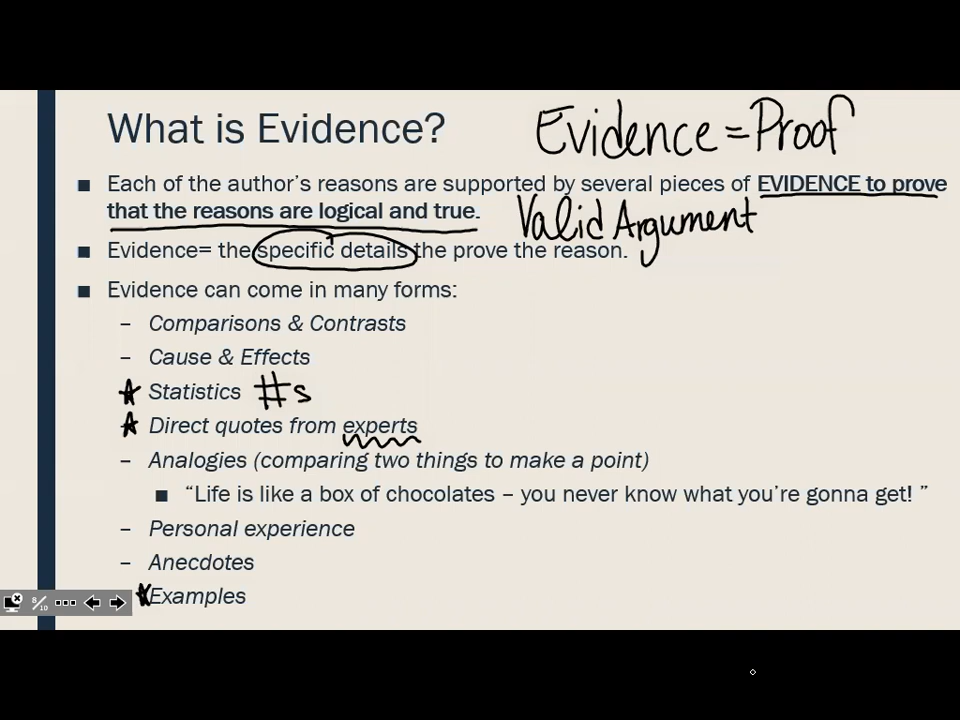 What is Evidence?
Evidence = Proof
■ Each of the author's reasons are supported by several pieces of EVIDENCE to prove
that the reasons are logical and true.
Valid Argument
■ Evidence= the specific details the prove the reason.
■ Evidence can come in many forms:
– Comparisons & Contrasts
– Cause & Effects
Statistics #s
Direct quotes from experts
– Analogies (comparing two things to make a point)
■ “Life is like a box of chocolates – you never know what you're gonna get! ”
– Personal experience
– Anecdotes
Examples
8/10